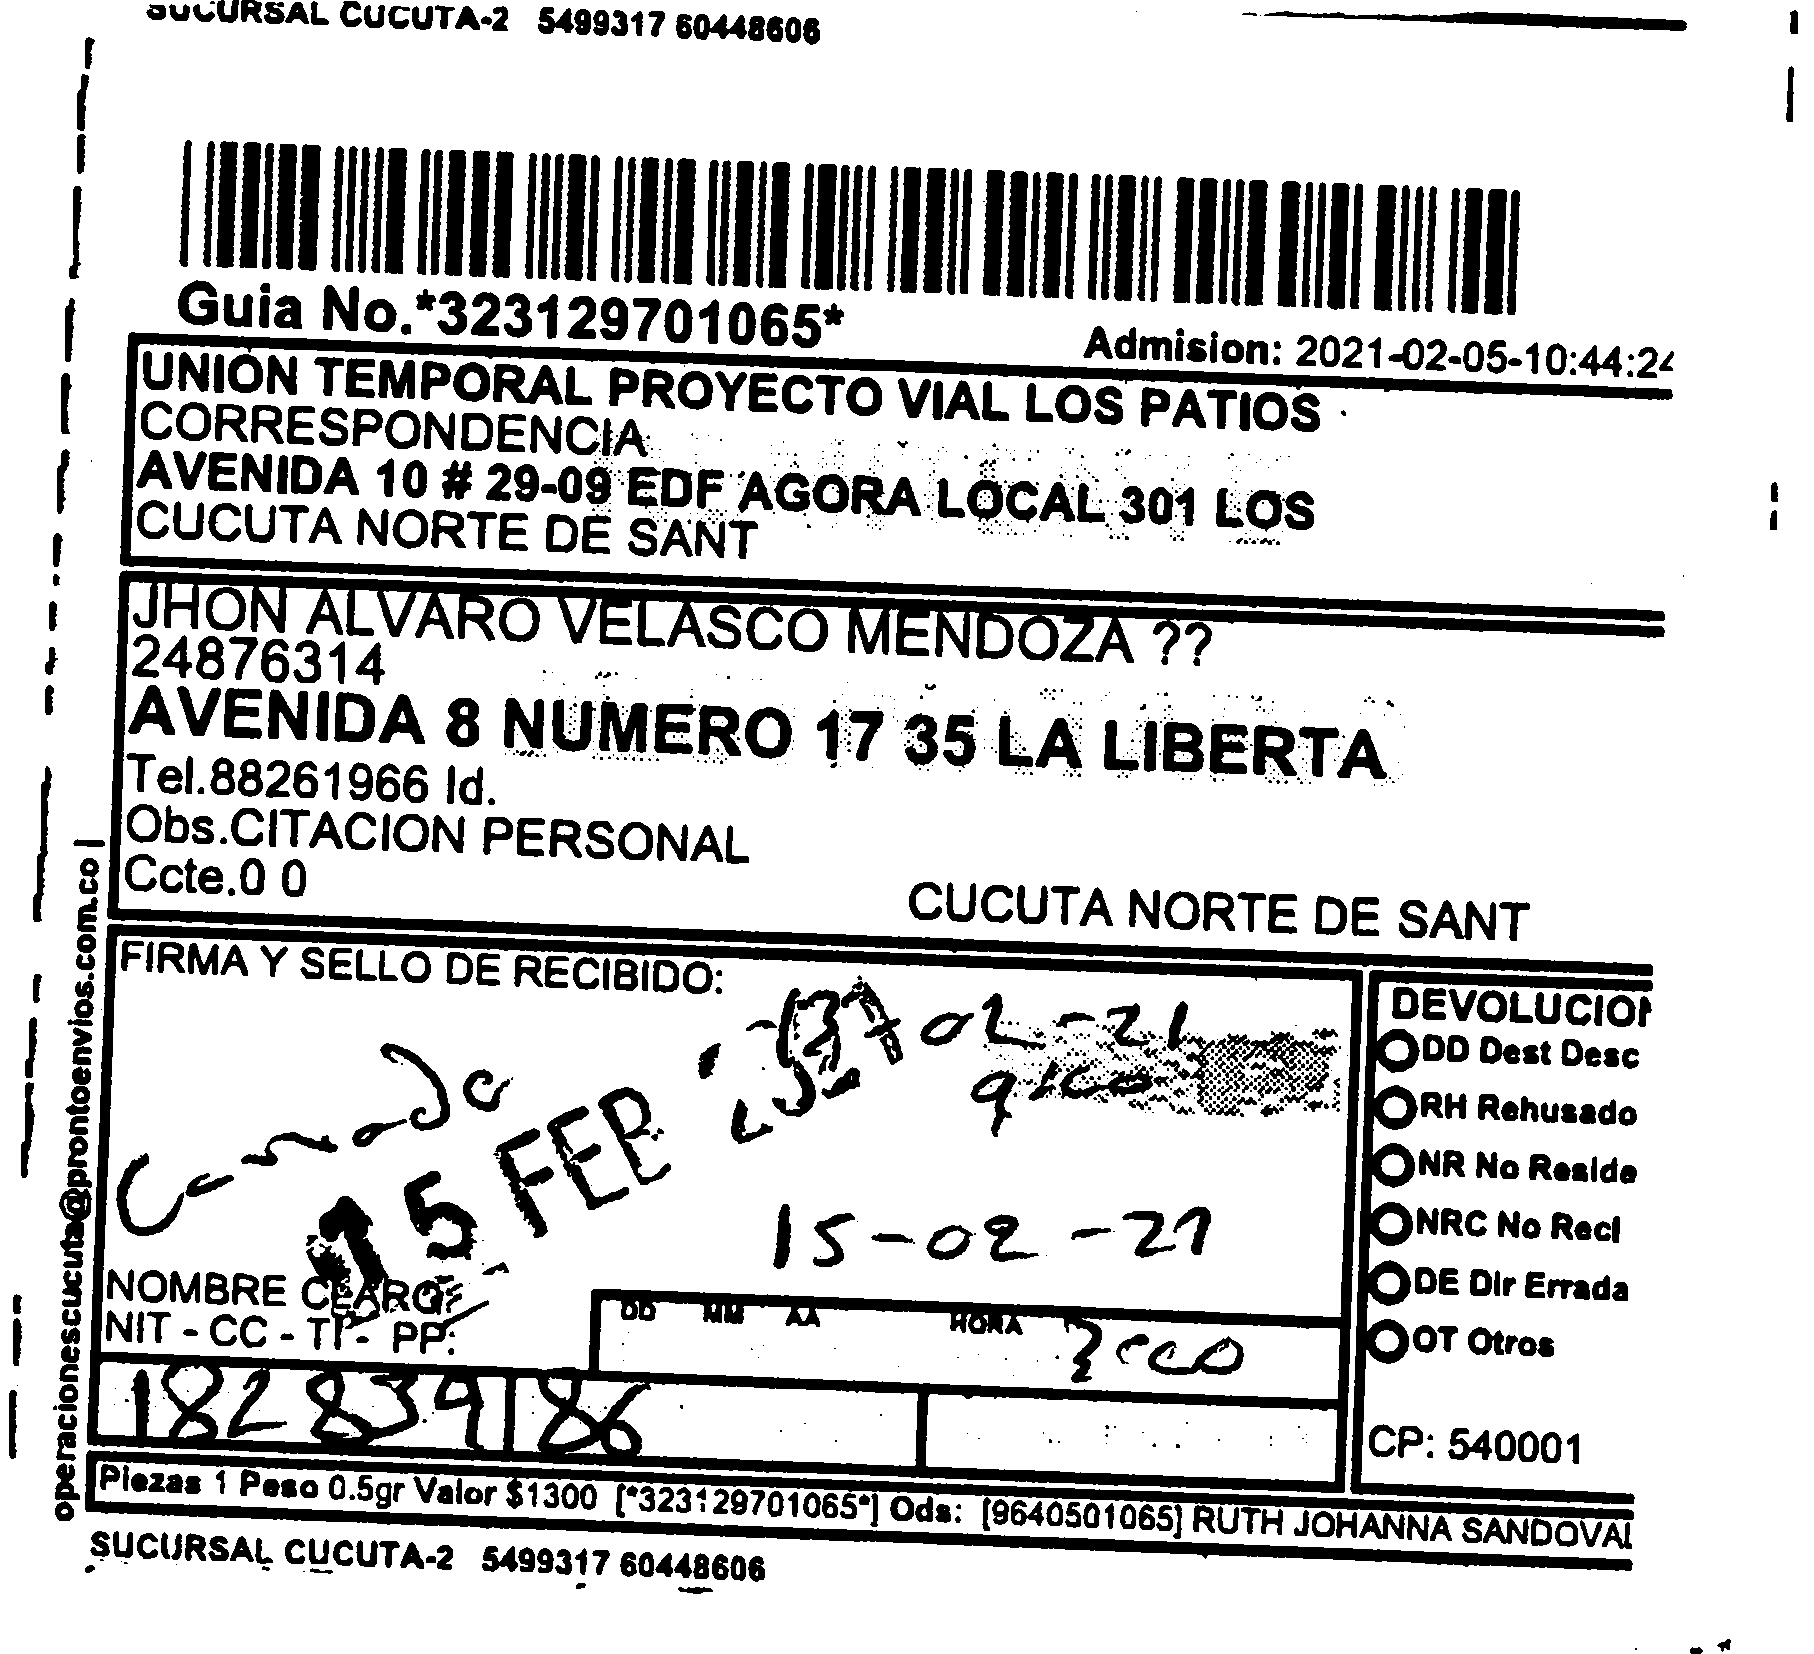 SUCURSAL CUCUTA-2 5499317 60448606
Guia No.*323129701065*
Admision: 2021-02-05-10:44:24
UNION TEMPORAL PROYECTO VIAL LOS PATIOS
CORRESPONDENCIA
AVENIDA 10 # 29-09 EDF AGORA LOCAL 301 LOS
CUCUTA NORTE DE SANT
JHON ALVARO VELASCO MENDOZA ??
24876314
AVENIDA 8 NUMERO 17 35 LA LIBERTA
Tel.88261966 Id.
Obs.CITACION PERSONAL
Ccte.0 0
CUCUTA NORTE DE SANT
operacionescucuta@prontoenvios.com.co |
FIRMA Y SELLO DE RECIBIDO:
02-21
15 FEB
15-02-21
NOMBRE CLARO
NIT - CC - TI - PP:
DD MM AA HORA
182839186
DEVOLUCION
DD Dest Desc
RH Rehusado
NR No Reside
NRC No Recl
DE Dir Errada
OT Otros
CP: 540001
Piezas 1 Peso 0.5gr Valor $1300 [*323129701065*] Ods: [9640501065] RUTH JOHANNA SANDOVAL
SUCURSAL CUCUTA-2 5499317 60448606